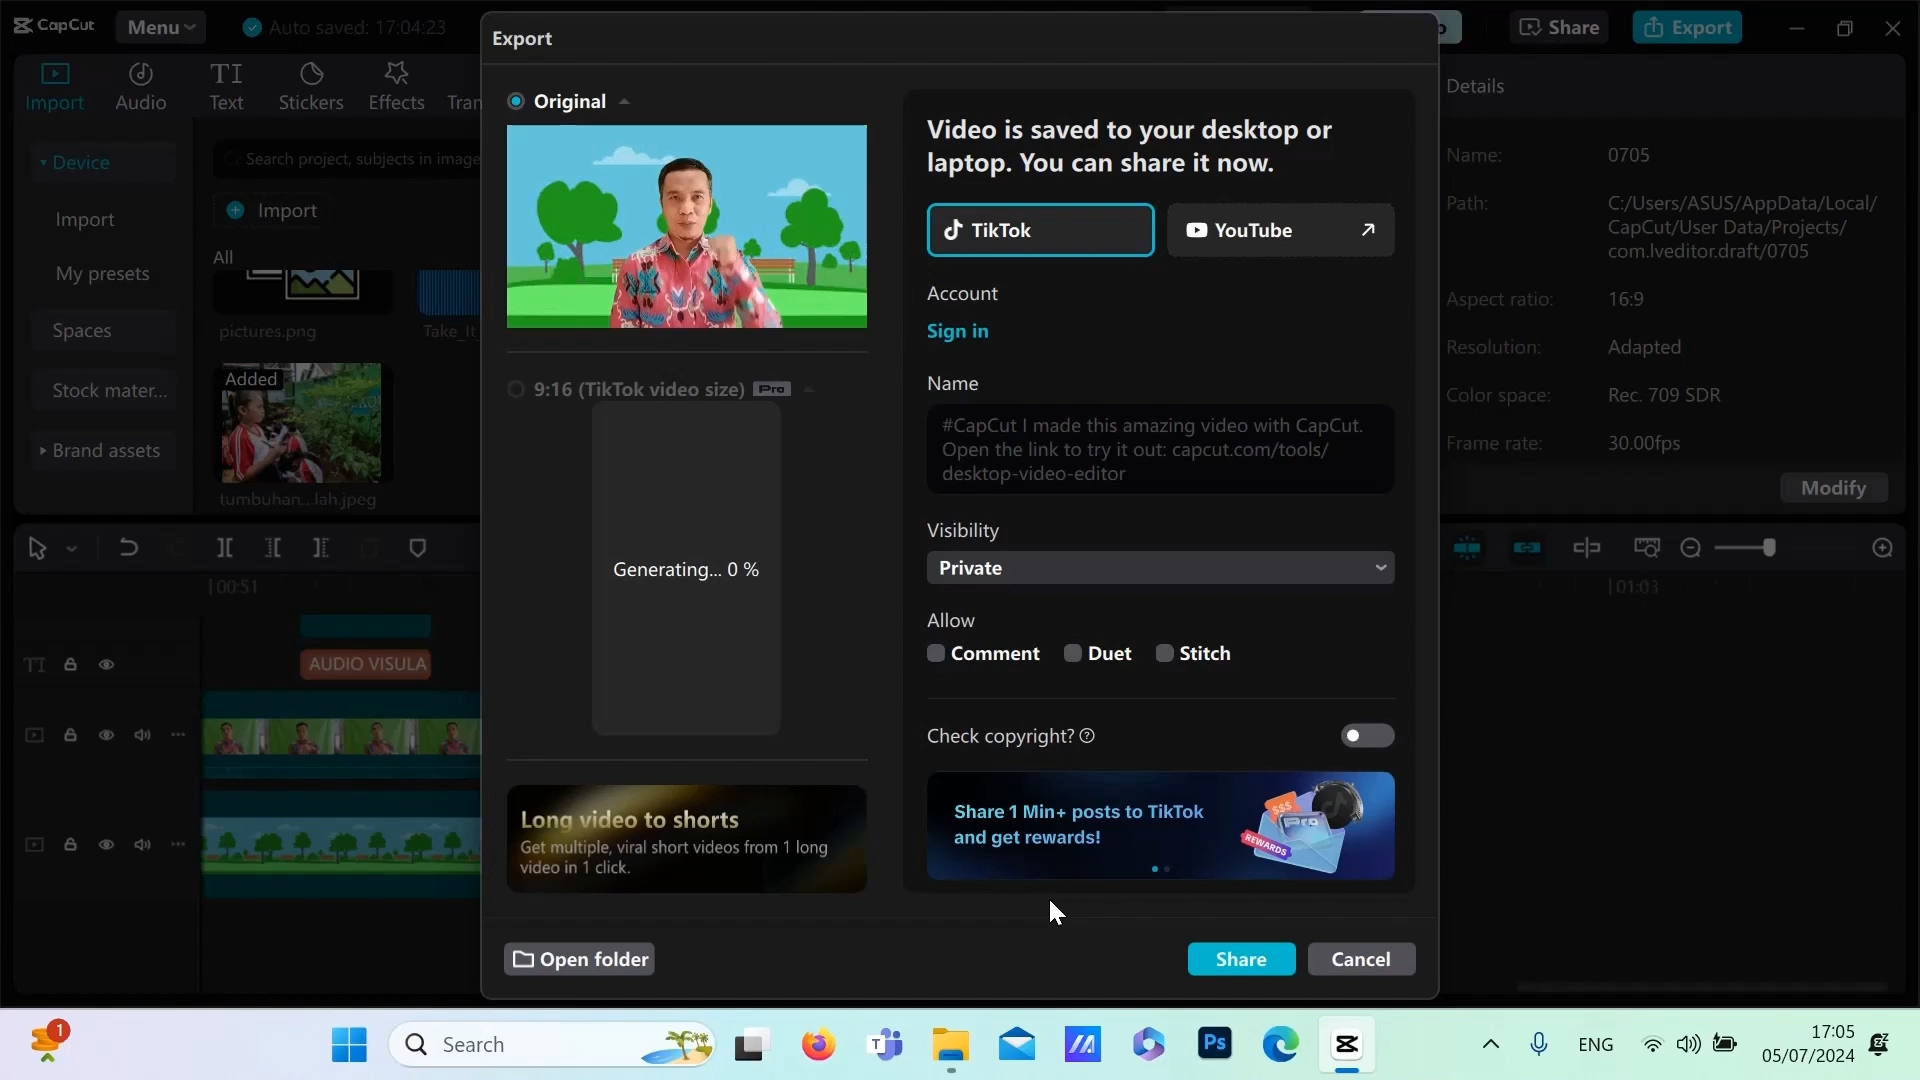 CapCut
Menu
Auto saved: 17:04:23
Share
Export
Import
Audio
Text
Stickers
Effects
Tran
Device
Import
My presets
Spaces
Stock mater...
Brand assets
Search project, subjects in image
Import
All
pictures.png
Take_It_
Added
tumbuhan...lah.jpeg
Export
Original
9:16 (TikTok video size) Pro
Generating... 0 %
Long video to shorts
Get multiple, viral short videos from 1 long
video in 1 click.
Open folder
Video is saved to your desktop or
laptop. You can share it now.
TikTok
YouTube
Account
Sign in
Name
#CapCut I made this amazing video with CapCut.
Open the link to try it out: capcut.com/tools/
desktop-video-editor
Visibility
Private
Allow
Comment
Duet
Stitch
Check copyright?
Share 1 Min+ posts to TikTok
and get rewards!
$$$
Pro
REWARDS
Share
Cancel
Details
Name: 0705
Path: C:/Users/ASUS/AppData/Local/
CapCut/User Data/Projects/
com.lveditor.draft/0705
Aspect ratio: 16:9
Resolution: Adapted
Color space: Rec. 709 SDR
Frame rate: 30.00fps
Modify
00:51
01:03
TI
AUDIO VISULA
1
Search
Ps
ENG
17:05
05/07/2024